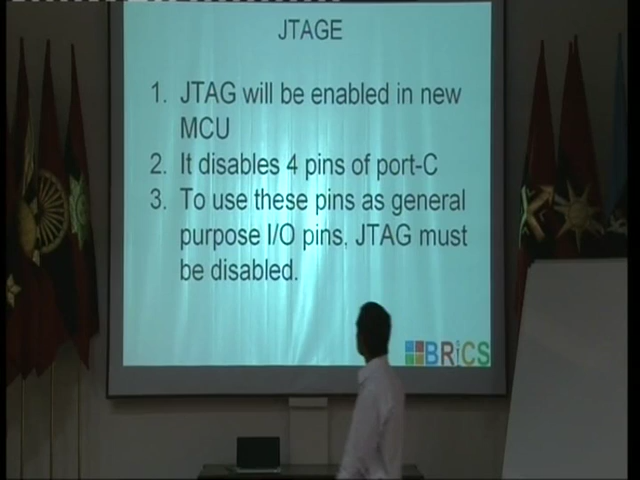 JTAGE
1. JTAG will be enabled in new
MCU
2. It disables 4 pins of port-C
3. To use these pins as general
purpose I/O pins, JTAG must
be disabled.
BRiCS